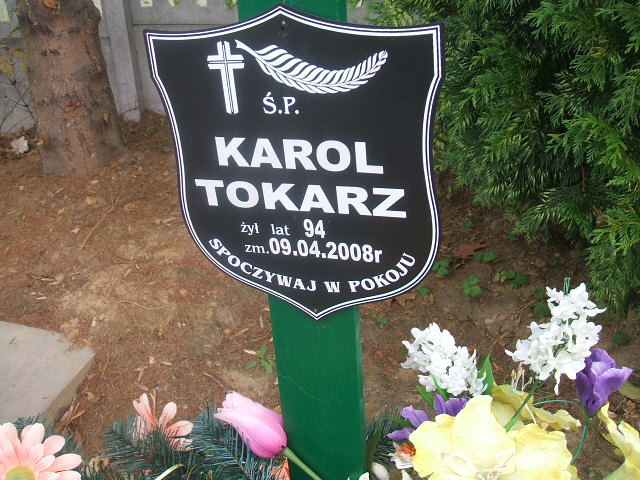 Ś.P.
KAROL
TOKARZ
żył lat 94
zm. 09.04.2008r
SPOCZYWAJ W POKOJU